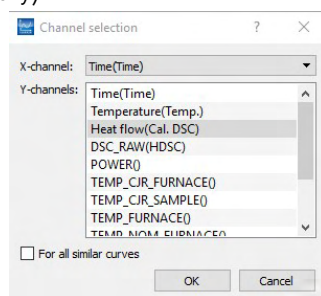 Channel selection ?
X-channel: Time(Time)
Y-channels: Time(Time)
Temperature(Temp.)
Heat flow(Cal. DSC)
DSC_RAW(HDSC)
POWER()
TEMP_CJR_FURNACE()
TEMP_CJR_SAMPLE()
TEMP_FURNACE()
TEMP_NOM_FURNACE()
For all similar curves
OK Cancel